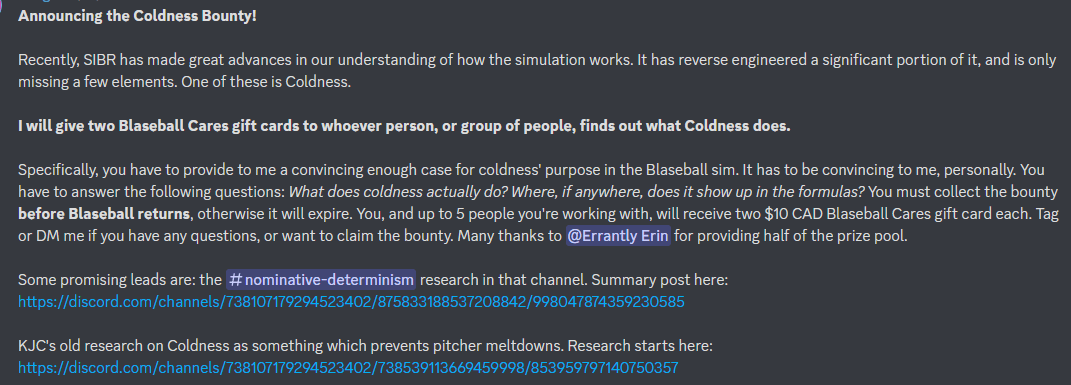 Announcing the Coldness Bounty!
Recently, SIBR has made great advances in our understanding of how the simulation works. It has reverse engineered a significant portion of it, and is only
missing a few elements. One of these is Coldness.
I will give two Blaseball Cares gift cards to whoever person, or group of people, finds out what Coldness does.
Specifically, you have to provide to me a convincing enough case for coldness' purpose in the Blaseball sim. It has to be convincing to me, personally. You
have to answer the following questions: What does coldness actually do? Where, if anywhere, does it show up in the formulas? You must collect the bounty
before Blaseball returns, otherwise it will expire. You, and up to 5 people you're working with, will receive two $10 CAD Blaseball Cares gift card each. Tag
or DM me if you have any questions, or want to claim the bounty. Many thanks to @Errantly Erin for providing half of the prize pool.
Some promising leads are: the #nominative-determinism research in that channel. Summary post here:
https://discord.com/channels/738107179294523402/875833188537208842/998047874359230585
KJC's old research on Coldness as something which prevents pitcher meltdowns. Research starts here:
https://discord.com/channels/738107179294523402/738539113669459998/853959797140750357